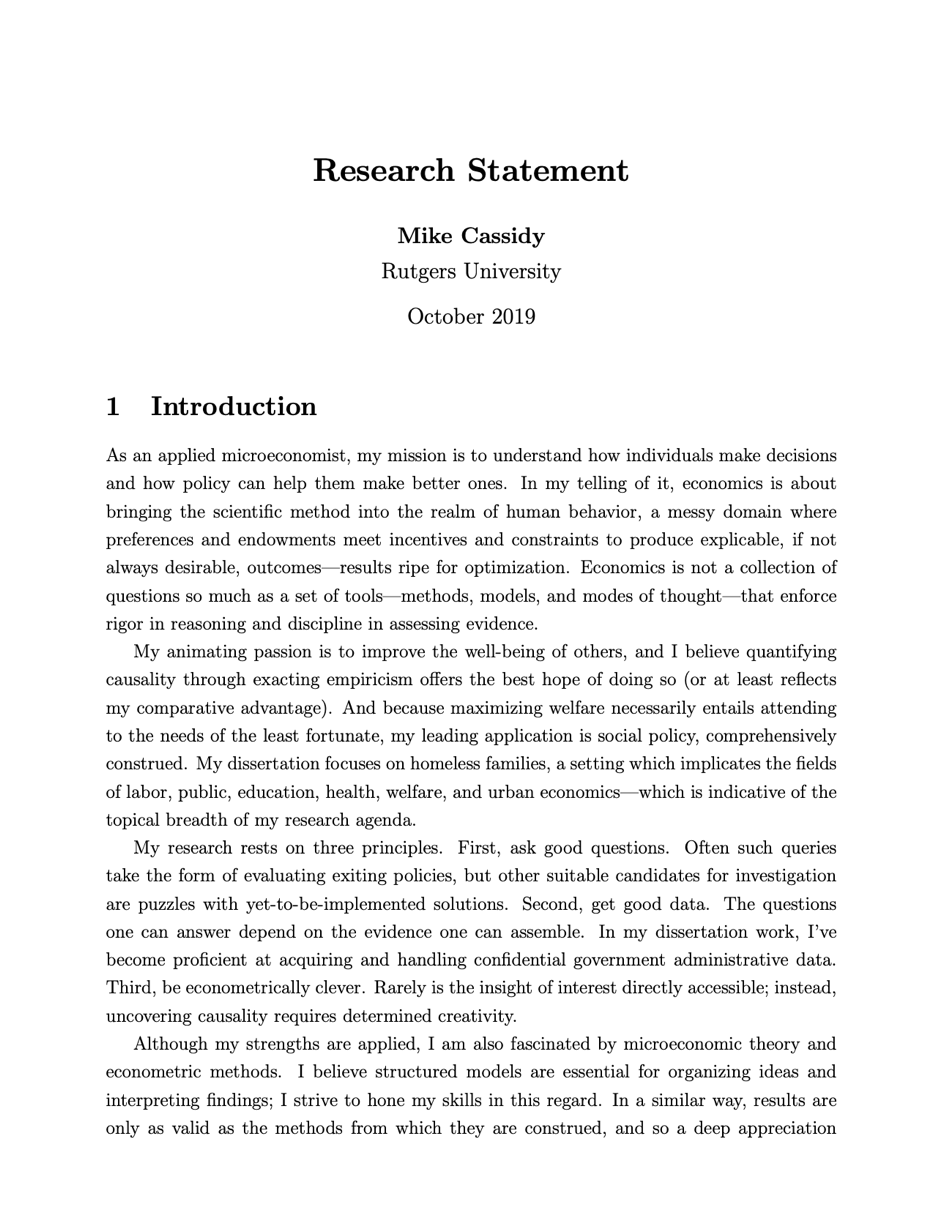 Research Statement
Mike Cassidy
Rutgers University
October 2019
1 Introduction
As an applied microeconomist, my mission is to understand how individuals make decisions
and how policy can help them make better ones. In my telling of it, economics is about
bringing the scientific method into the realm of human behavior, a messy domain where
preferences and endowments meet incentives and constraints to produce explicable, if not
always desirable, outcomes—results ripe for optimization. Economics is not a collection of
questions so much as a set of tools—methods, models, and modes of thought—that enforce
rigor in reasoning and discipline in assessing evidence.
My animating passion is to improve the well-being of others, and I believe quantifying
causality through exacting empiricism offers the best hope of doing so (or at least reflects
my comparative advantage). And because maximizing welfare necessarily entails attending
to the needs of the least fortunate, my leading application is social policy, comprehensively
construed. My dissertation focuses on homeless families, a setting which implicates the fields
of labor, public, education, health, welfare, and urban economics—which is indicative of the
topical breadth of my research agenda.
My research rests on three principles. First, ask good questions. Often such queries
take the form of evaluating exiting policies, but other suitable candidates for investigation
are puzzles with yet-to-be-implemented solutions. Second, get good data. The questions
one can answer depend on the evidence one can assemble. In my dissertation work, I've
become proficient at acquiring and handling confidential government administrative data.
Third, be econometrically clever. Rarely is the insight of interest directly accessible; instead,
uncovering causality requires determined creativity.
Although my strengths are applied, I am also fascinated by microeconomic theory and
econometric methods. I believe structured models are essential for organizing ideas and
interpreting findings; I strive to hone my skills in this regard. In a similar way, results are
only as valid as the methods from which they are construed, and so a deep appreciation